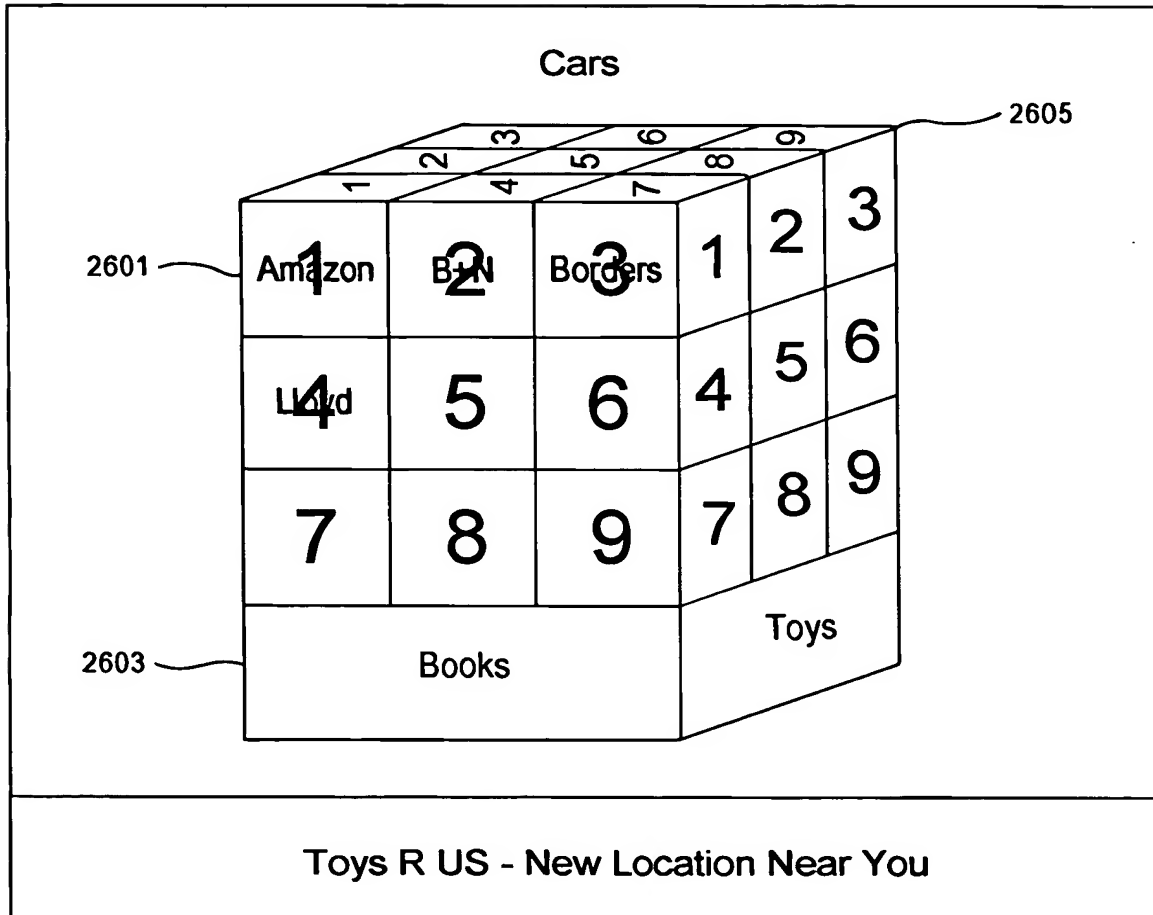 Cars
2605
3 6 9
2 5 8
1 4 7
2601
1 Amazon 2 B+N 3 Borders 1 2 3
4 Lloyd 5 6 4 5 6
7 8 9 7 8 9
2603
Books Toys
Toys R US - New Location Near You